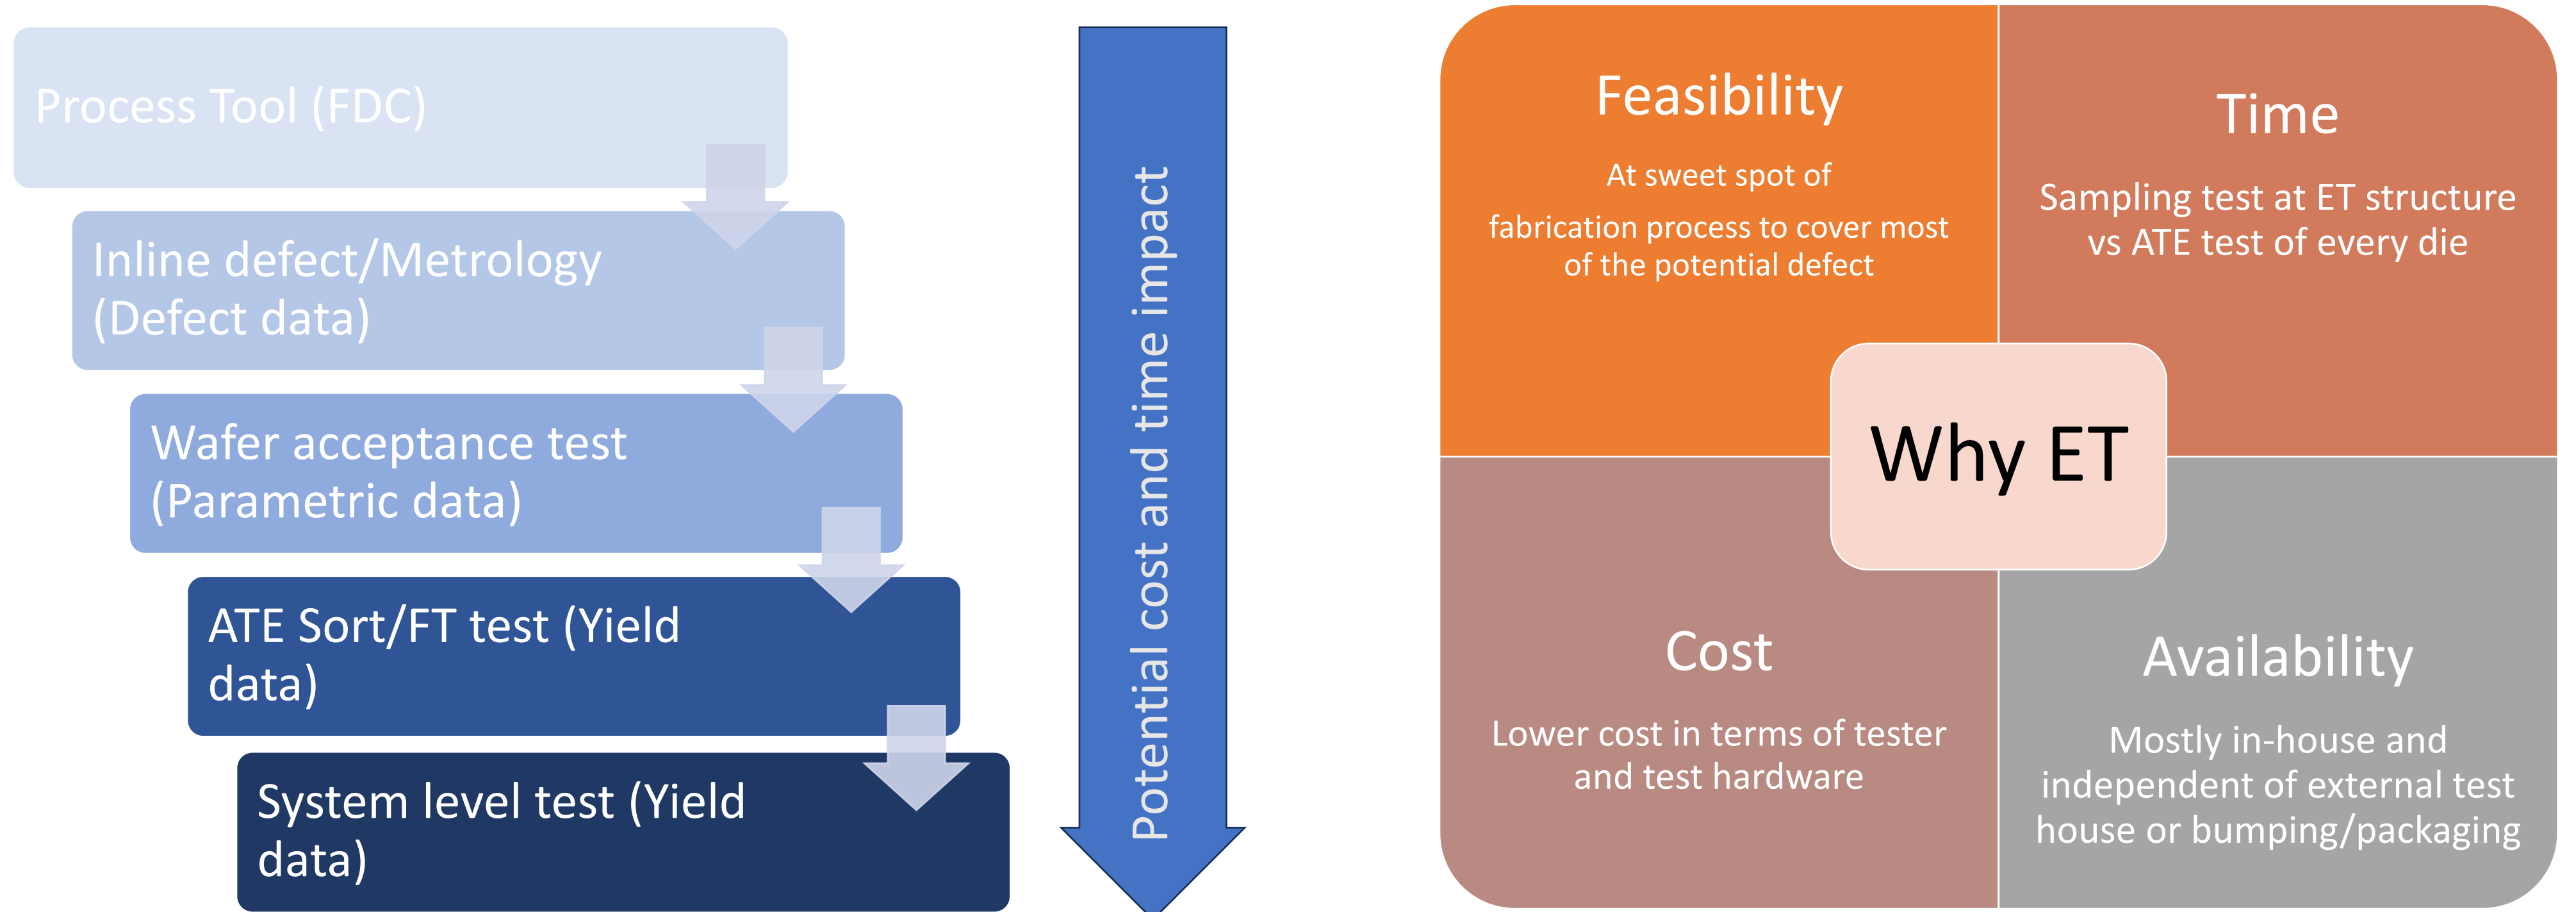 Process Tool (FDC)
Inline defect/Metrology
(Defect data)
Wafer acceptance test
(Parametric data)
ATE Sort/FT test (Yield
data)
System level test (Yield
data)
Potential cost and time impact
Feasibility
At sweet spot of
fabrication process to cover most
of the potential defect
Time
Sampling test at ET structure
vs ATE test of every die
Why ET
Cost
Lower cost in terms of tester
and test hardware
Availability
Mostly in-house and
independent of external test
house or bumping/packaging